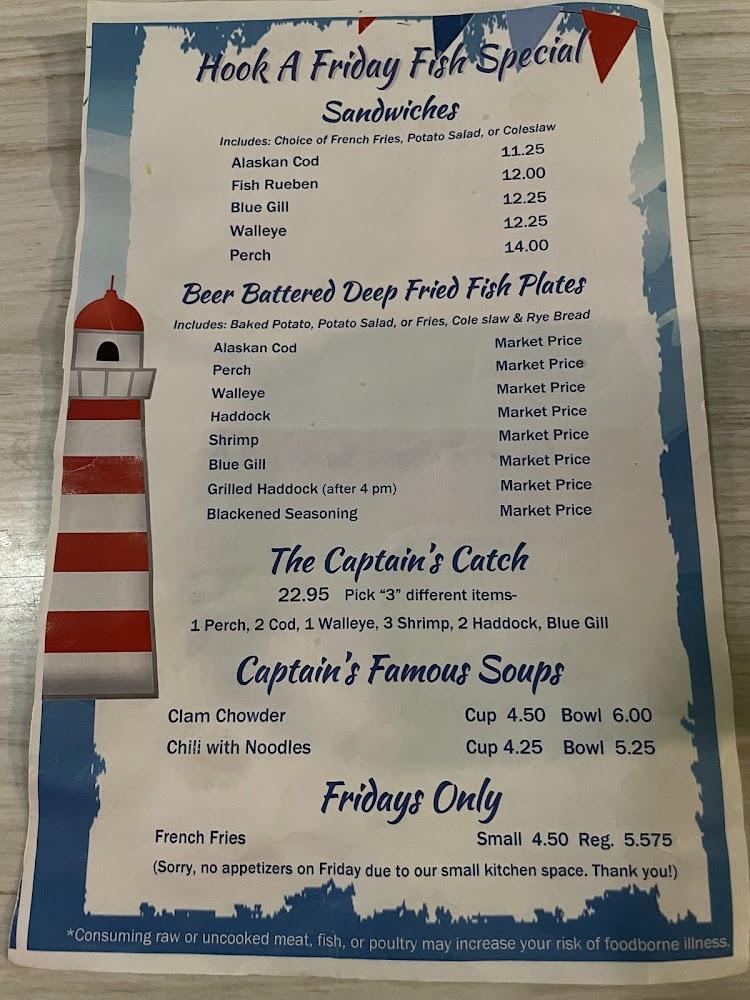 Hook A Friday Fish Special
Sandwiches
Includes: Choice of French Fries, Potato Salad, or Coleslaw
Alaskan Cod 11.25
Fish Rueben 12.00
Blue Gill 12.25
Walleye 12.25
Perch 14.00
Beer Battered Deep Fried Fish Plates
Includes: Baked Potato, Potato Salad, or Fries, Cole slaw & Rye Bread
Alaskan Cod Market Price
Perch Market Price
Walleye Market Price
Haddock Market Price
Shrimp Market Price
Blue Gill Market Price
Grilled Haddock (after 4 pm) Market Price
Blackened Seasoning Market Price
The Captain's Catch
22.95 Pick "3" different items-
1 Perch, 2 Cod, 1 Walleye, 3 Shrimp, 2 Haddock, Blue Gill
Captain's Famous Soups
Clam Chowder Cup 4.50 Bowl 6.00
Chili with Noodles Cup 4.25 Bowl 5.25
Fridays Only
French Fries Small 4.50 Reg. 5.575
(Sorry, no appetizers on Friday due to our small kitchen space. Thank you!)
*Consuming raw or uncooked meat, fish, or poultry may increase your risk of foodborne illness.